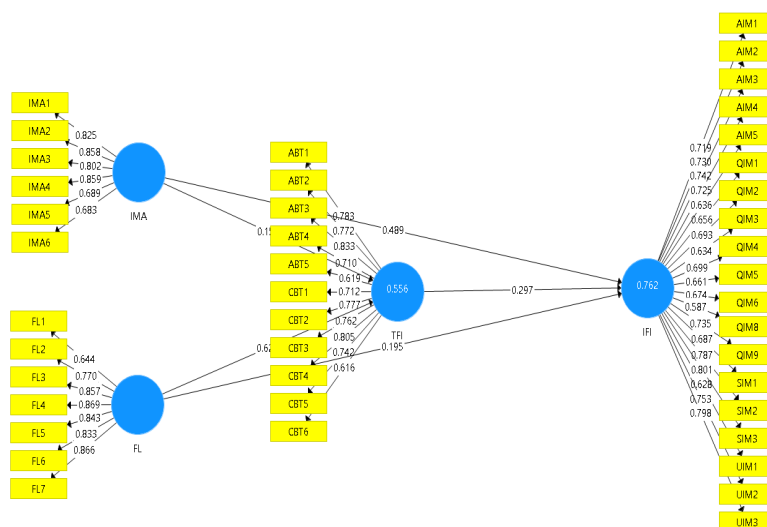 IMA1
IMA2
IMA3
IMA4
IMA5
IMA6
0.825
0.858
0.802
0.859
0.689
0.683
IMA
FL1
FL2
FL3
FL4
FL5
FL6
FL7
0.644
0.770
0.857
0.869
0.843
0.833
0.866
FL
ABT1
ABT2
ABT3
ABT4
ABT5
CBT1
CBT2
CBT3
CBT4
CBT5
CBT6
0.783
0.772
0.833
0.710
0.619
0.712
0.777
0.762
0.805
0.742
0.616
0.556
TFI
0.489
0.297
0.195
0.762
IFI
0.719
0.730
0.742
0.725
0.636
0.656
0.693
0.634
0.699
0.661
0.674
0.587
0.735
0.687
0.787
0.801
0.628
0.753
0.798
AIM1
AIM2
AIM3
AIM4
AIM5
QIM1
QIM2
QIM3
QIM4
QIM5
QIM6
QIM8
QIM9
SIM1
SIM2
SIM3
UIM1
UIM2
UIM3